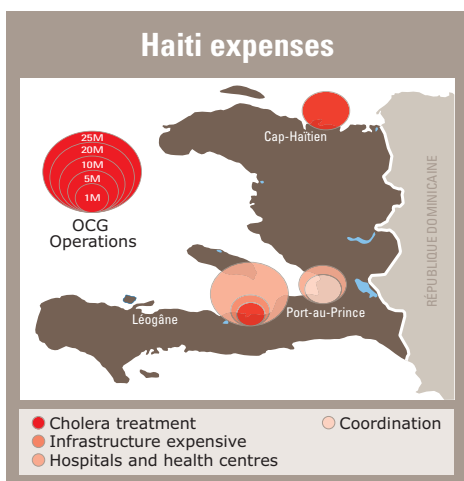 Haiti expenses
Cap-Haïtien
25M
20M
10M
5M
1M
OCG
Operations
RÉPUBLIQUE DOMINICAINE
Léogâne
Port-au-Prince
Cholera treatment
Coordination
Infrastructure expensive
Hospitals and health centres